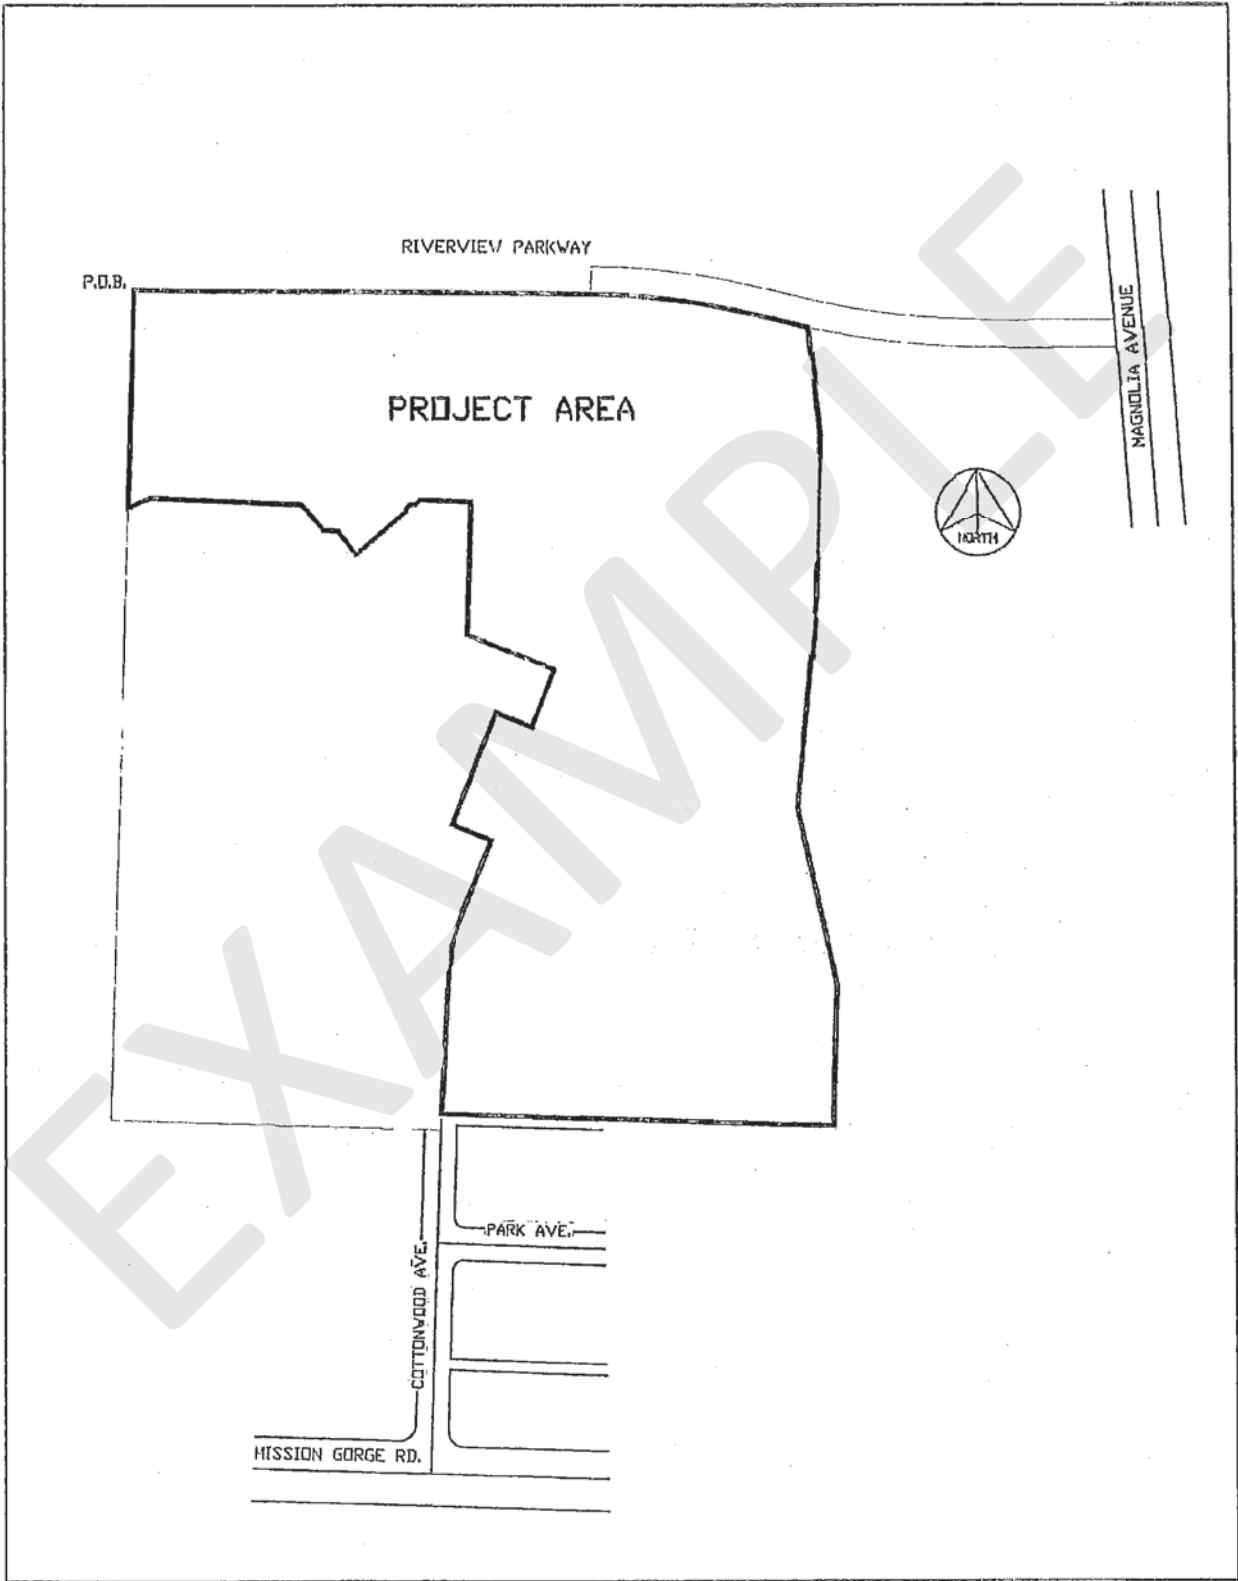 RIVERVIEW PARKWAY
P.O.B.
MAGNOLIA AVENUE
PROJECT AREA
NORTH
EXAMPLE
PARK AVE.
COTTONWOOD AVE.
MISSION GORGE RD.